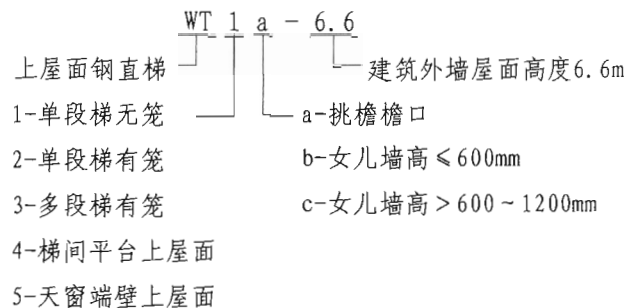 WT1a-6.6
上屋面钢直梯 建筑外墙屋面高度6.6m
1-单段梯无笼 a-挑檐檐口
2-单段梯有笼 b-女儿墙高≤600mm
3-多段梯有笼 c-女儿墙高>600~1200mm
4-梯间平台上屋面
5-天窗端壁上屋面